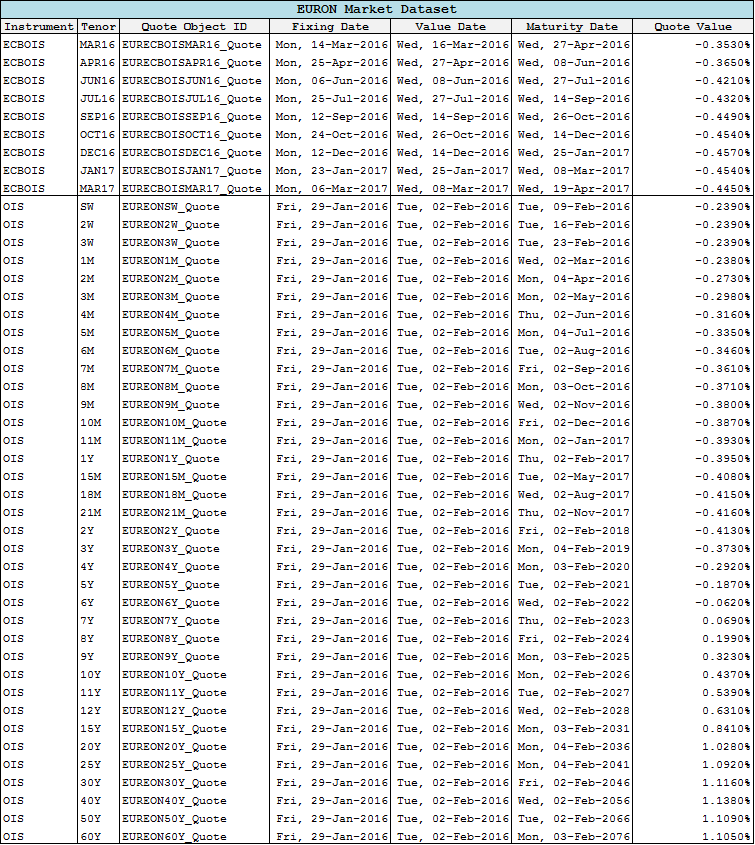 EURON Market Dataset
Instrument Tenor Quote Object ID Fixing Date Value Date Maturity Date Quote Value
ECBOIS MAR16 EURECBOISMAR16_Quote Mon, 14-Mar-2016 Wed, 16-Mar-2016 Wed, 27-Apr-2016 -0.3530%
ECBOIS APR16 EURECBOISAPR16_Quote Mon, 25-Apr-2016 Wed, 27-Apr-2016 Wed, 08-Jun-2016 -0.3650%
ECBOIS JUN16 EURECBOISJUN16_Quote Mon, 06-Jun-2016 Wed, 08-Jun-2016 Wed, 27-Jul-2016 -0.4210%
ECBOIS JUL16 EURECBOISJUL16_Quote Mon, 25-Jul-2016 Wed, 27-Jul-2016 Wed, 14-Sep-2016 -0.4320%
ECBOIS SEP16 EURECBOISSEP16_Quote Mon, 12-Sep-2016 Wed, 14-Sep-2016 Wed, 26-Oct-2016 -0.4490%
ECBOIS OCT16 EURECBOISOCT16_Quote Mon, 24-Oct-2016 Wed, 26-Oct-2016 Wed, 14-Dec-2016 -0.4540%
ECBOIS DEC16 EURECBOISDEC16_Quote Mon, 12-Dec-2016 Wed, 14-Dec-2016 Wed, 25-Jan-2017 -0.4570%
ECBOIS JAN17 EURECBOISJAN17_Quote Mon, 23-Jan-2017 Wed, 25-Jan-2017 Wed, 08-Mar-2017 -0.4540%
ECBOIS MAR17 EURECBOISMAR17_Quote Mon, 06-Mar-2017 Wed, 08-Mar-2017 Wed, 19-Apr-2017 -0.4450%
OIS SW EUREONSW_Quote Fri, 29-Jan-2016 Tue, 02-Feb-2016 Tue, 09-Feb-2016 -0.2390%
OIS 2W EUREON2W_Quote Fri, 29-Jan-2016 Tue, 02-Feb-2016 Tue, 16-Feb-2016 -0.2390%
OIS 3W EUREON3W_Quote Fri, 29-Jan-2016 Tue, 02-Feb-2016 Tue, 23-Feb-2016 -0.2390%
OIS 1M EUREON1M_Quote Fri, 29-Jan-2016 Tue, 02-Feb-2016 Wed, 02-Mar-2016 -0.2380%
OIS 2M EUREON2M_Quote Fri, 29-Jan-2016 Tue, 02-Feb-2016 Mon, 04-Apr-2016 -0.2730%
OIS 3M EUREON3M_Quote Fri, 29-Jan-2016 Tue, 02-Feb-2016 Mon, 02-May-2016 -0.2980%
OIS 4M EUREON4M_Quote Fri, 29-Jan-2016 Tue, 02-Feb-2016 Thu, 02-Jun-2016 -0.3160%
OIS 5M EUREON5M_Quote Fri, 29-Jan-2016 Tue, 02-Feb-2016 Mon, 04-Jul-2016 -0.3350%
OIS 6M EUREON6M_Quote Fri, 29-Jan-2016 Tue, 02-Feb-2016 Tue, 02-Aug-2016 -0.3460%
OIS 7M EUREON7M_Quote Fri, 29-Jan-2016 Tue, 02-Feb-2016 Fri, 02-Sep-2016 -0.3610%
OIS 8M EUREON8M_Quote Fri, 29-Jan-2016 Tue, 02-Feb-2016 Mon, 03-Oct-2016 -0.3710%
OIS 9M EUREON9M_Quote Fri, 29-Jan-2016 Tue, 02-Feb-2016 Wed, 02-Nov-2016 -0.3800%
OIS 10M EUREON10M_Quote Fri, 29-Jan-2016 Tue, 02-Feb-2016 Fri, 02-Dec-2016 -0.3870%
OIS 11M EUREON11M_Quote Fri, 29-Jan-2016 Tue, 02-Feb-2016 Mon, 02-Jan-2017 -0.3930%
OIS 1Y EUREON1Y_Quote Fri, 29-Jan-2016 Tue, 02-Feb-2016 Thu, 02-Feb-2017 -0.3950%
OIS 15M EUREON15M_Quote Fri, 29-Jan-2016 Tue, 02-Feb-2016 Tue, 02-May-2017 -0.4080%
OIS 18M EUREON18M_Quote Fri, 29-Jan-2016 Tue, 02-Feb-2016 Wed, 02-Aug-2017 -0.4150%
OIS 21M EUREON21M_Quote Fri, 29-Jan-2016 Tue, 02-Feb-2016 Thu, 02-Nov-2017 -0.4160%
OIS 2Y EUREON2Y_Quote Fri, 29-Jan-2016 Tue, 02-Feb-2016 Fri, 02-Feb-2018 -0.4130%
OIS 3Y EUREON3Y_Quote Fri, 29-Jan-2016 Tue, 02-Feb-2016 Mon, 04-Feb-2019 -0.3730%
OIS 4Y EUREON4Y_Quote Fri, 29-Jan-2016 Tue, 02-Feb-2016 Mon, 03-Feb-2020 -0.2920%
OIS 5Y EUREON5Y_Quote Fri, 29-Jan-2016 Tue, 02-Feb-2016 Tue, 02-Feb-2021 -0.1870%
OIS 6Y EUREON6Y_Quote Fri, 29-Jan-2016 Tue, 02-Feb-2016 Wed, 02-Feb-2022 -0.0620%
OIS 7Y EUREON7Y_Quote Fri, 29-Jan-2016 Tue, 02-Feb-2016 Thu, 02-Feb-2023 0.0690%
OIS 8Y EUREON8Y_Quote Fri, 29-Jan-2016 Tue, 02-Feb-2016 Fri, 02-Feb-2024 0.1990%
OIS 9Y EUREON9Y_Quote Fri, 29-Jan-2016 Tue, 02-Feb-2016 Mon, 03-Feb-2025 0.3230%
OIS 10Y EUREON10Y_Quote Fri, 29-Jan-2016 Tue, 02-Feb-2016 Mon, 02-Feb-2026 0.4370%
OIS 11Y EUREON11Y_Quote Fri, 29-Jan-2016 Tue, 02-Feb-2016 Tue, 02-Feb-2027 0.5390%
OIS 12Y EUREON12Y_Quote Fri, 29-Jan-2016 Tue, 02-Feb-2016 Wed, 02-Feb-2028 0.6310%
OIS 15Y EUREON15Y_Quote Fri, 29-Jan-2016 Tue, 02-Feb-2016 Mon, 03-Feb-2031 0.8410%
OIS 20Y EUREON20Y_Quote Fri, 29-Jan-2016 Tue, 02-Feb-2016 Mon, 04-Feb-2036 1.0280%
OIS 25Y EUREON25Y_Quote Fri, 29-Jan-2016 Tue, 02-Feb-2016 Mon, 04-Feb-2041 1.0920%
OIS 30Y EUREON30Y_Quote Fri, 29-Jan-2016 Tue, 02-Feb-2016 Fri, 02-Feb-2046 1.1160%
OIS 40Y EUREON40Y_Quote Fri, 29-Jan-2016 Tue, 02-Feb-2016 Wed, 02-Feb-2056 1.1380%
OIS 50Y EUREON50Y_Quote Fri, 29-Jan-2016 Tue, 02-Feb-2016 Tue, 02-Feb-2066 1.1090%
OIS 60Y EUREON60Y_Quote Fri, 29-Jan-2016 Tue, 02-Feb-2016 Mon, 03-Feb-2076 1.1050%